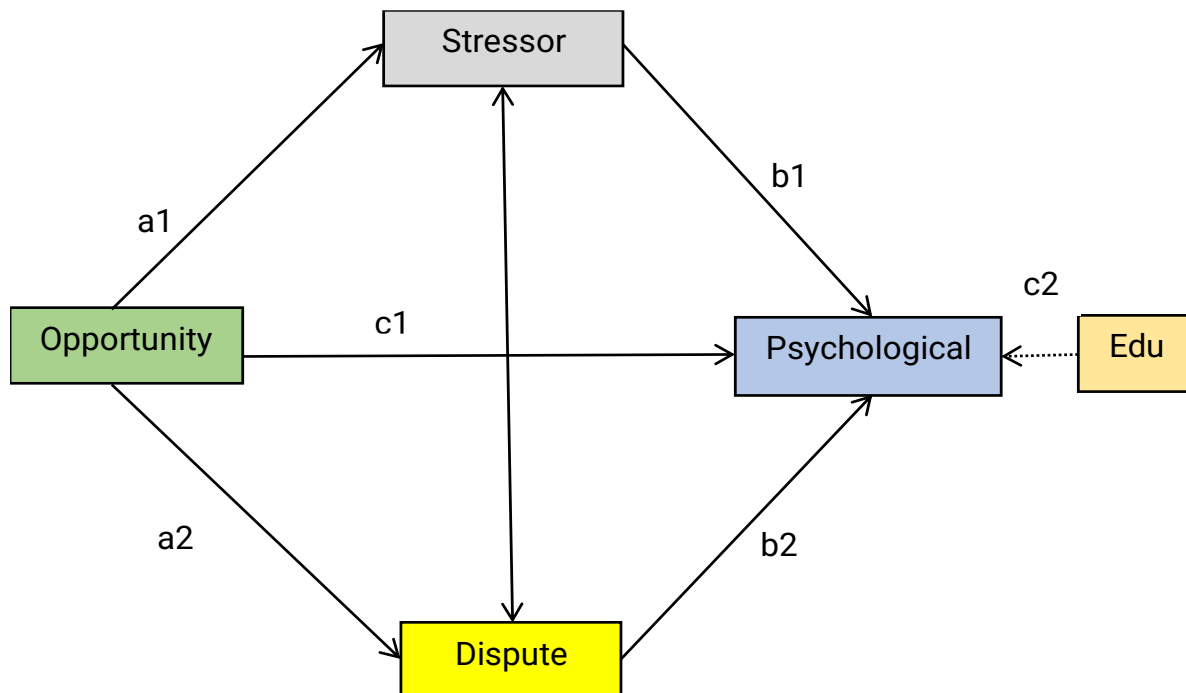 Stressor
b1
a1
c2
Opportunity
c1
Psychological
Edu
a2
b2
Dispute